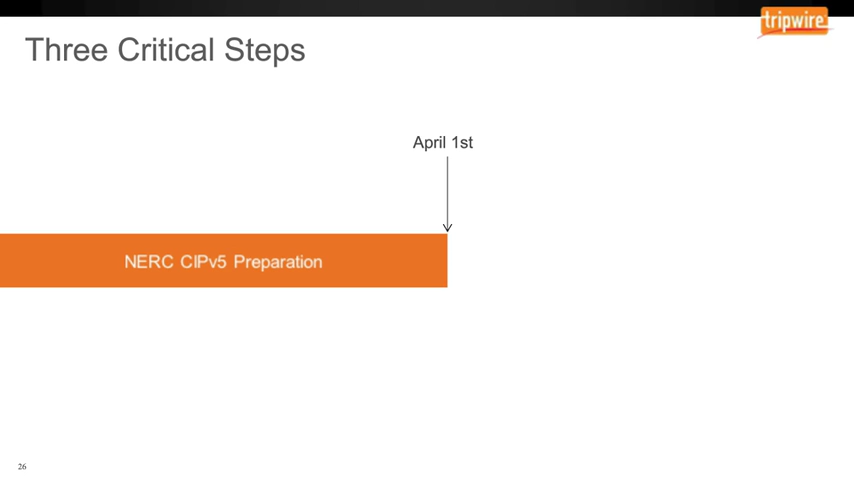 tripwire
Three Critical Steps
April 1st
NERC CIPv5 Preparation
26